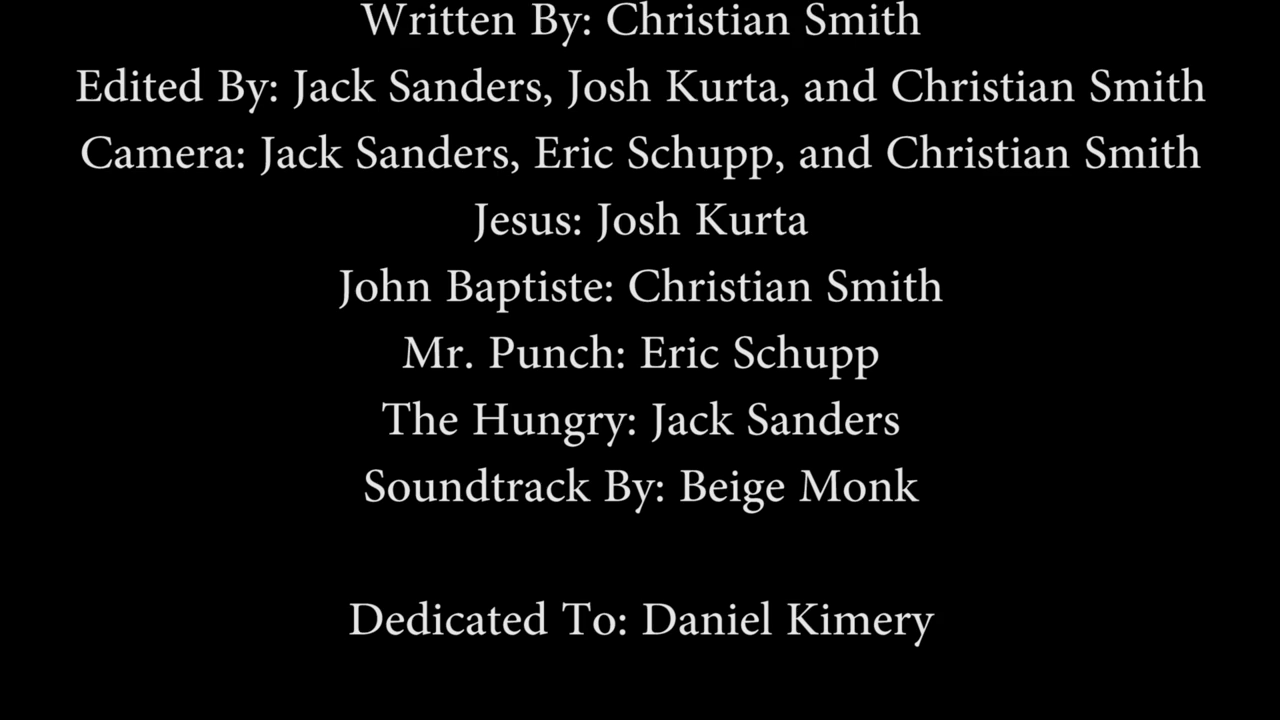 Written By: Christian Smith
Edited By: Jack Sanders, Josh Kurta, and Christian Smith
Camera: Jack Sanders, Eric Schupp, and Christian Smith
Jesus: Josh Kurta
John Baptiste: Christian Smith
Mr. Punch: Eric Schupp
The Hungry: Jack Sanders
Soundtrack By: Beige Monk
Dedicated To: Daniel Kimery